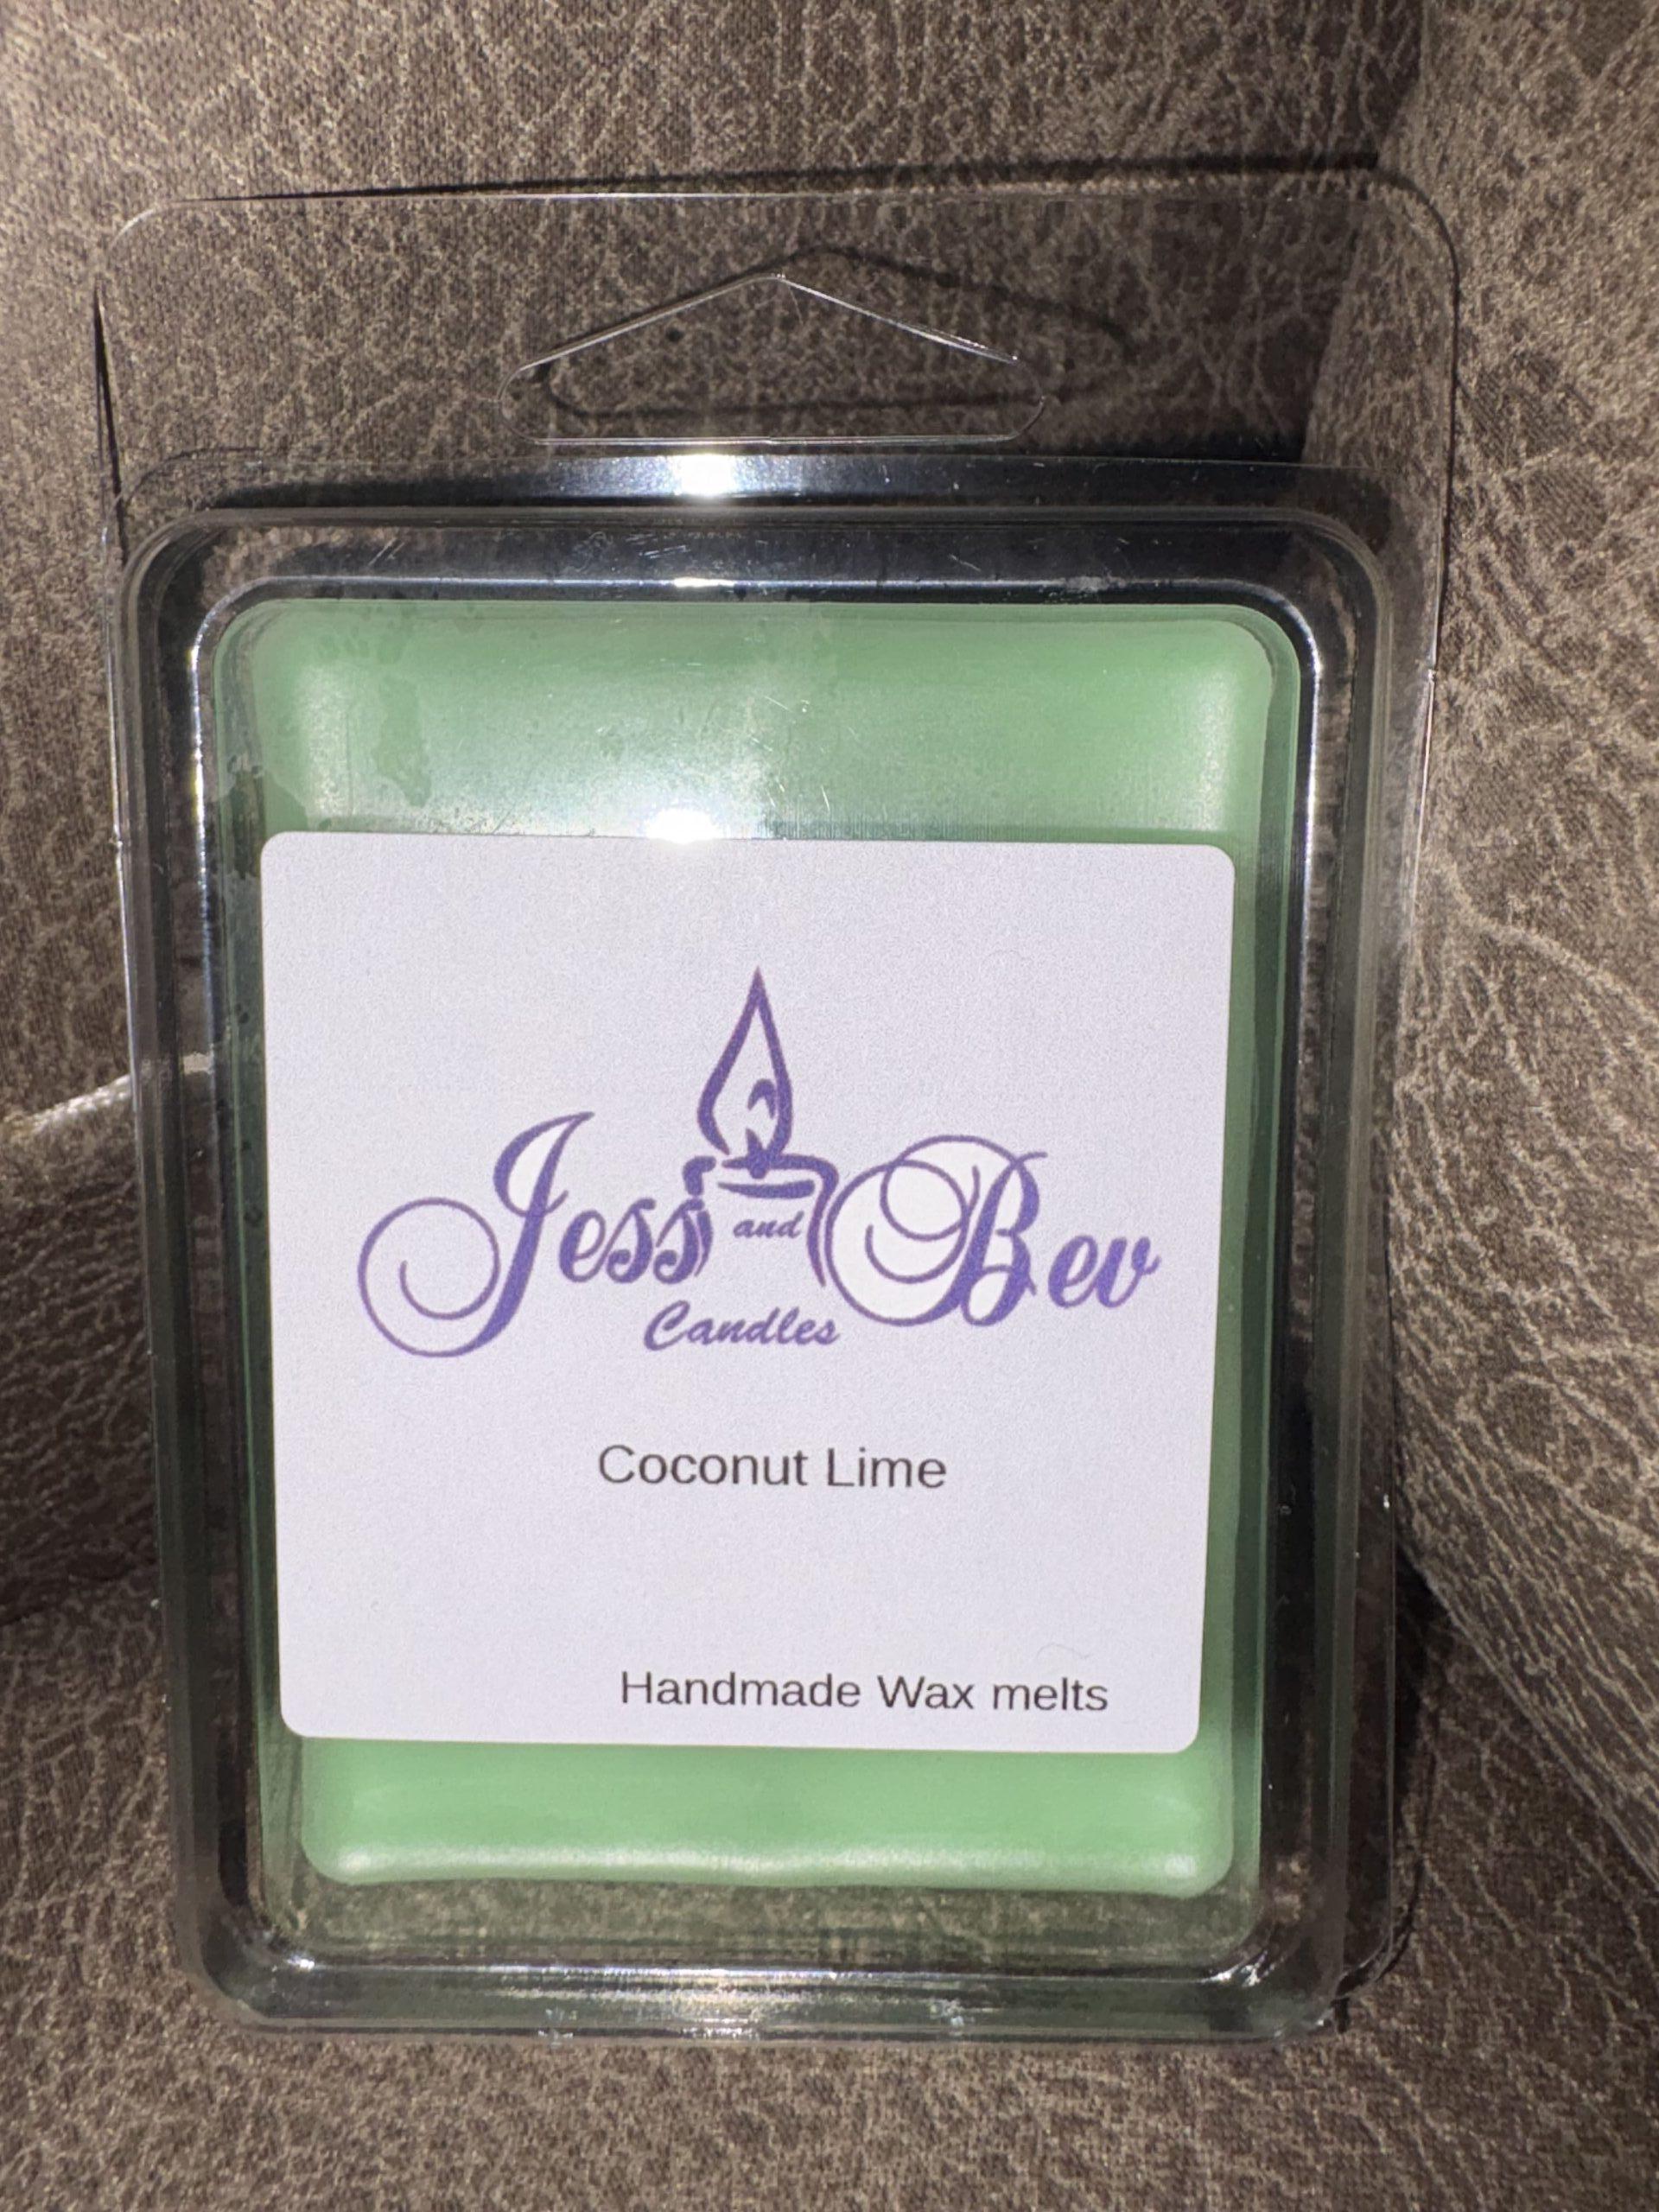 Jess and Bev
Candles
Coconut Lime
Handmade Wax melts